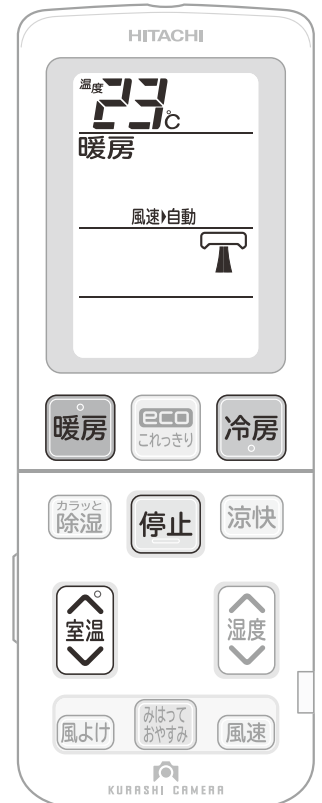 HITACHI
温度 23℃
暖房
風速 自動
暖房 eco これっきり 冷房
カラッと
除湿 停止 涼快
室温 湿度
風よけ みはって おやすみ 風速
KURASHI CAMERA